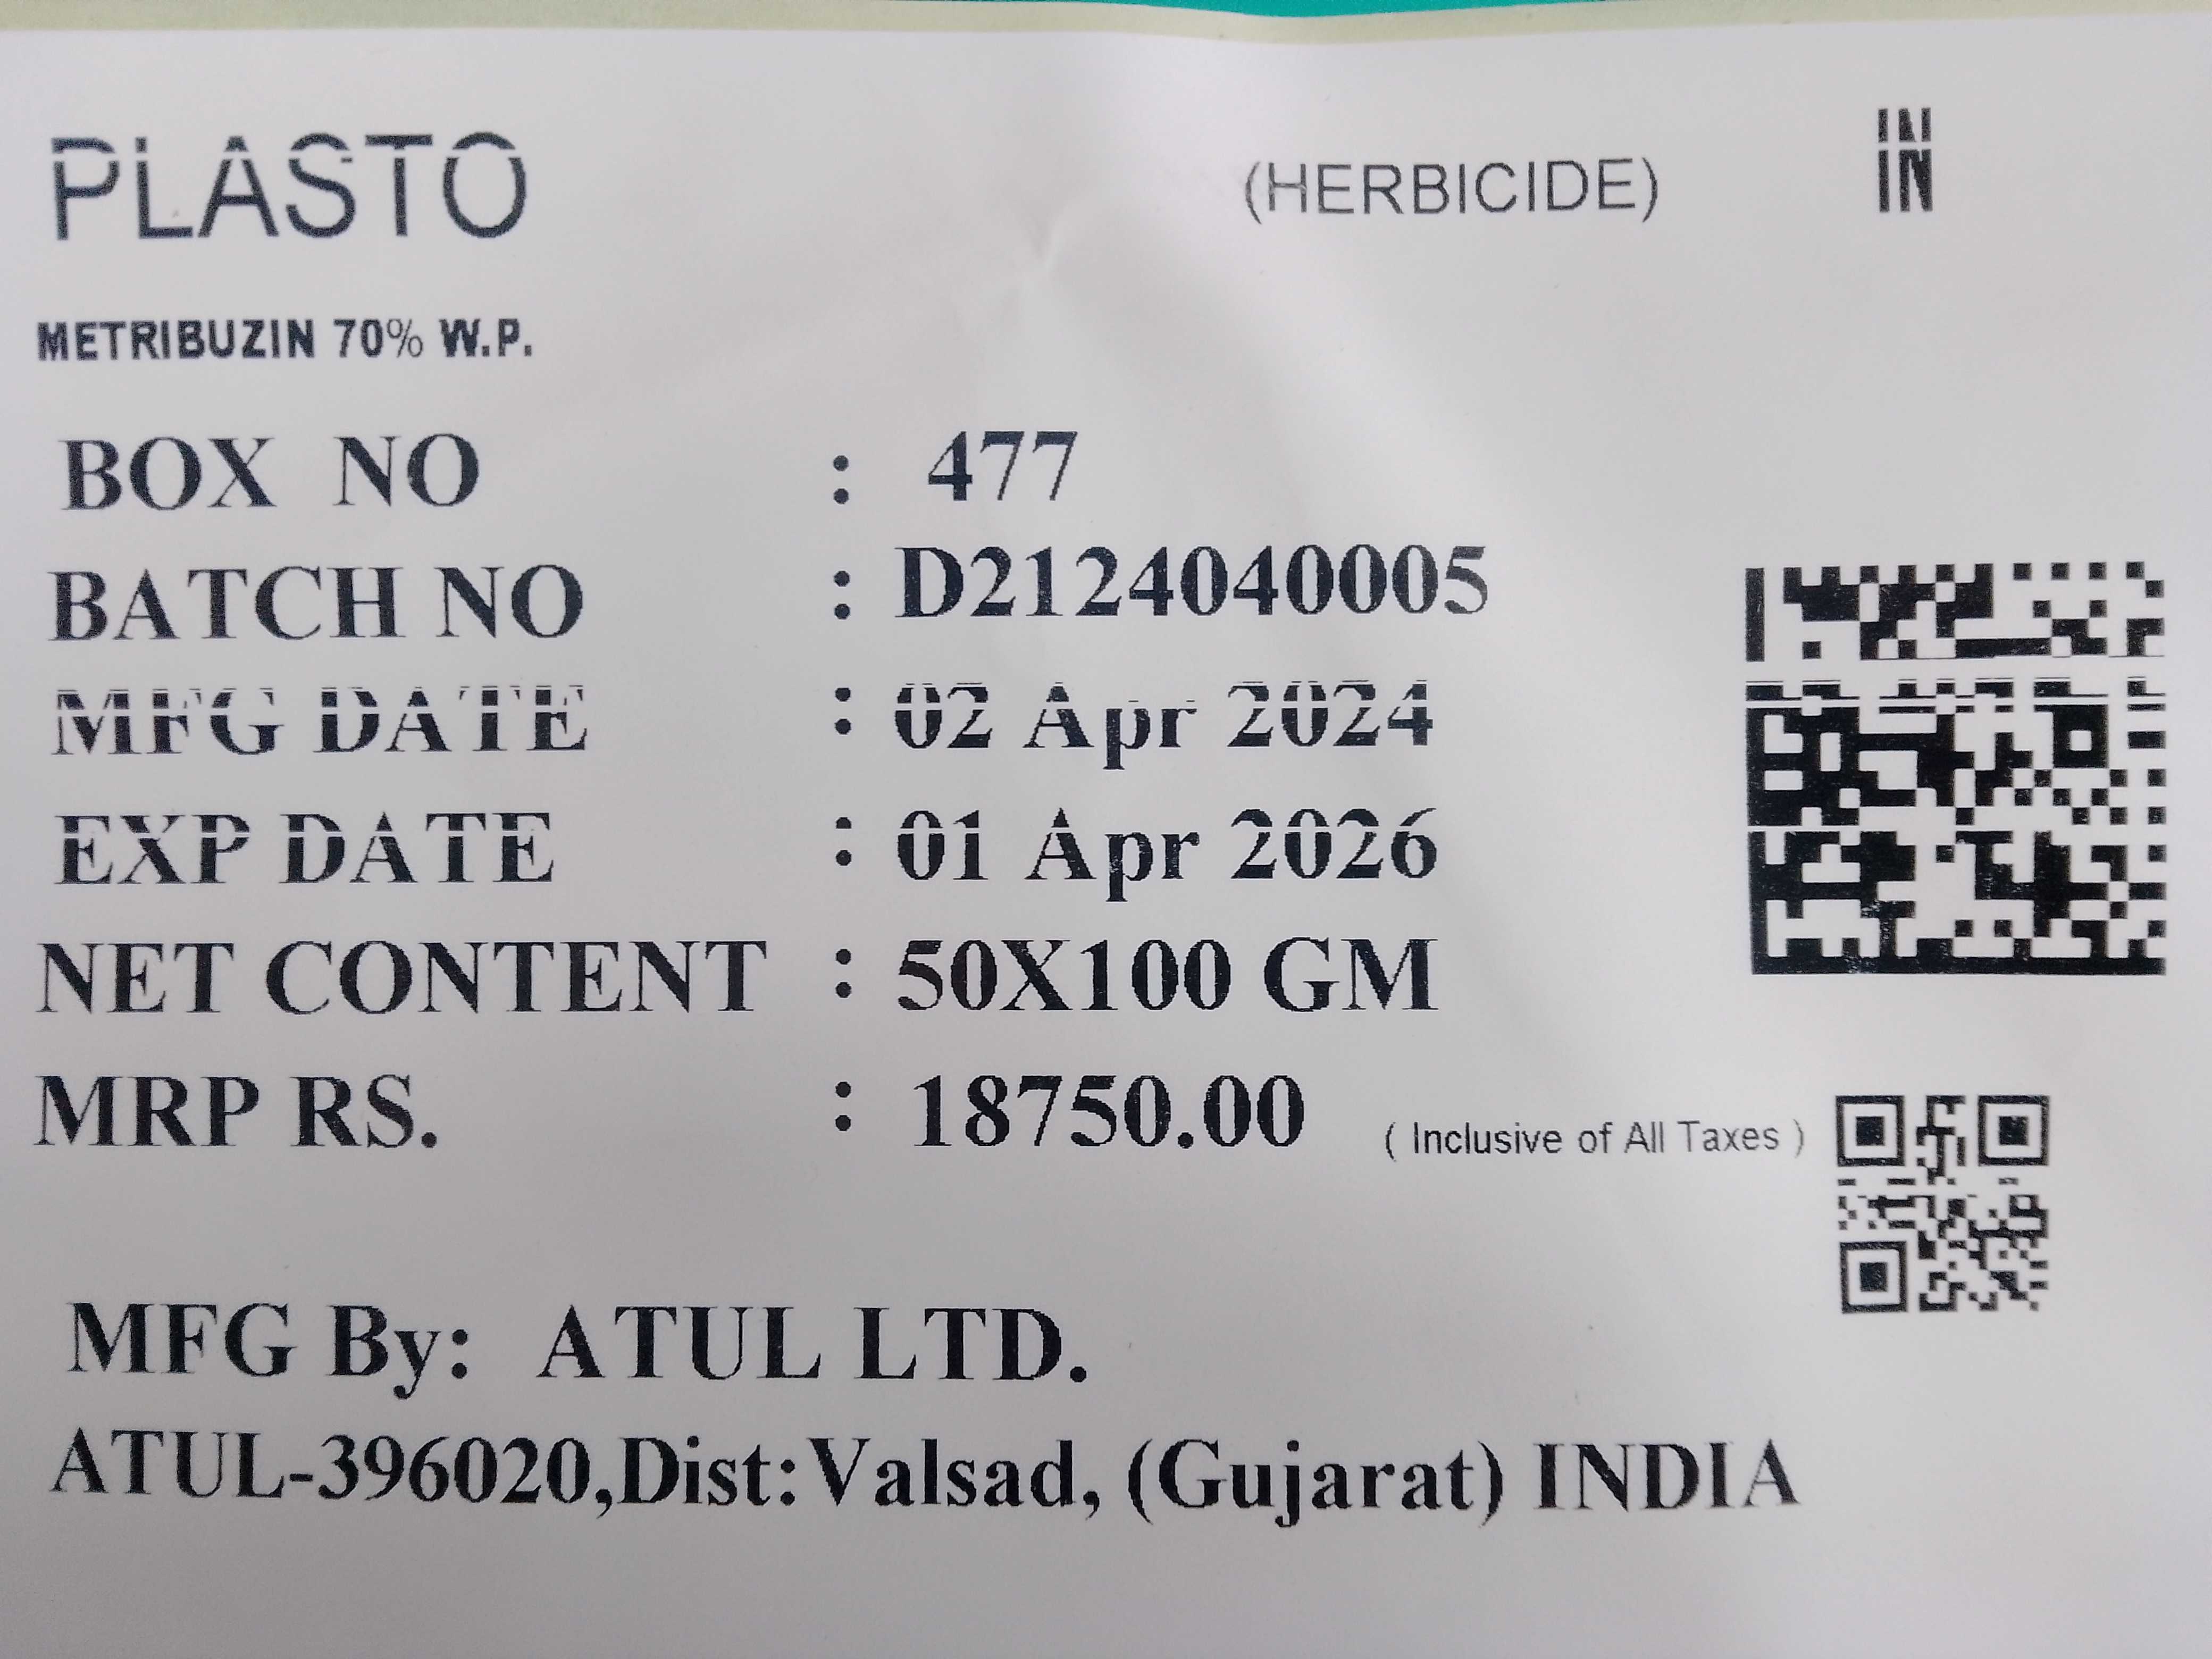 PLASTO (HERBICIDE) IN
METRIBUZIN 70% W.P.
BOX NO : 477
BATCH NO : D2124040005
MFG DATE : 02 Apr 2024
EXP DATE : 01 Apr 2026
NET CONTENT : 50X100 GM
MRP RS. : 18750.00 ( Inclusive of All Taxes )
MFG By: ATUL LTD.
ATUL-396020,Dist:Valsad, (Gujarat) INDIA